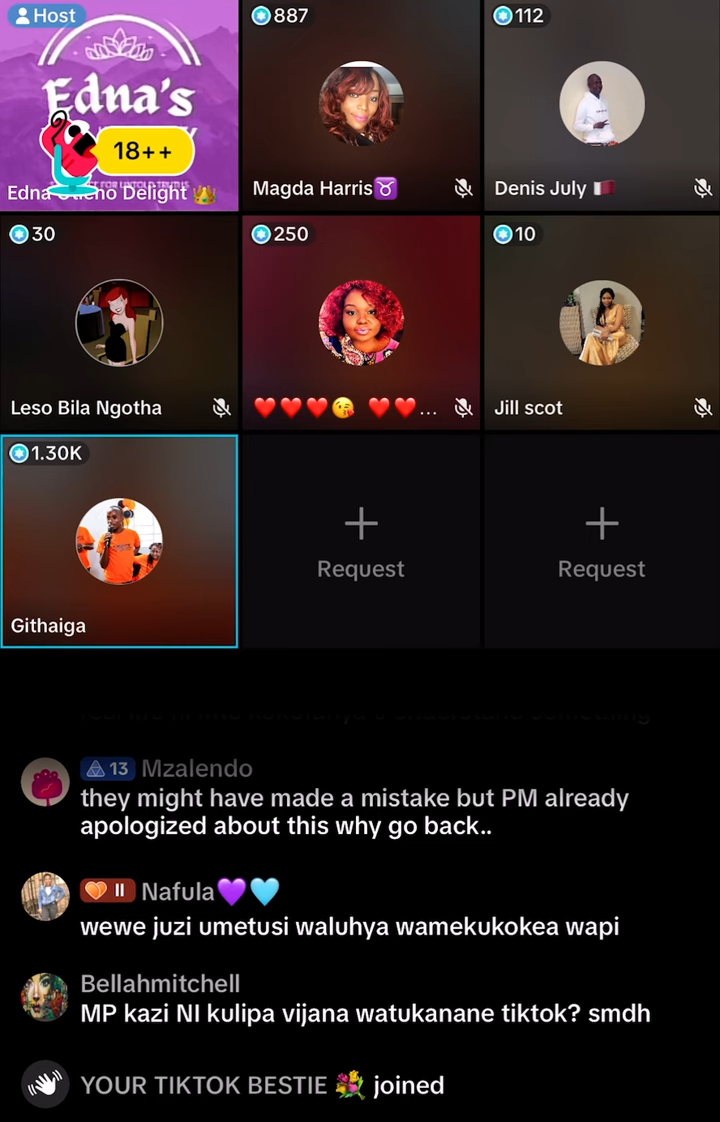 Host
Edna's
18++
Edna Otieno Delight 👑
887
Magda Harris♉
112
Denis July 🇶🇦
30
Leso Bila Ngotha
250
❤️❤️❤️😘 ❤️❤️...
10
Jill scot
1.30K
Githaiga
Request
Request
13 Mzalendo
they might have made a mistake but PM already
apologized about this why go back..
II Nafula💜🩵
wewe juzi umetusi waluhya wamekukokea wapi
Bellahmitchell
MP kazi NI kulipa vijana watukanane tiktok? smdh
YOUR TIKTOK BESTIE 💐 joined